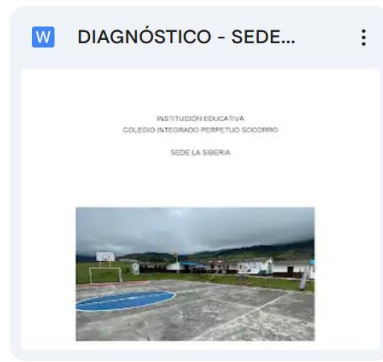 W DIAGNÓSTICO - SEDE...
INSTITUCIÓN EDUCATIVA
COLEGIO INTEGRADO PERPETUO SOCORRO
SEDE LA SIBERIA